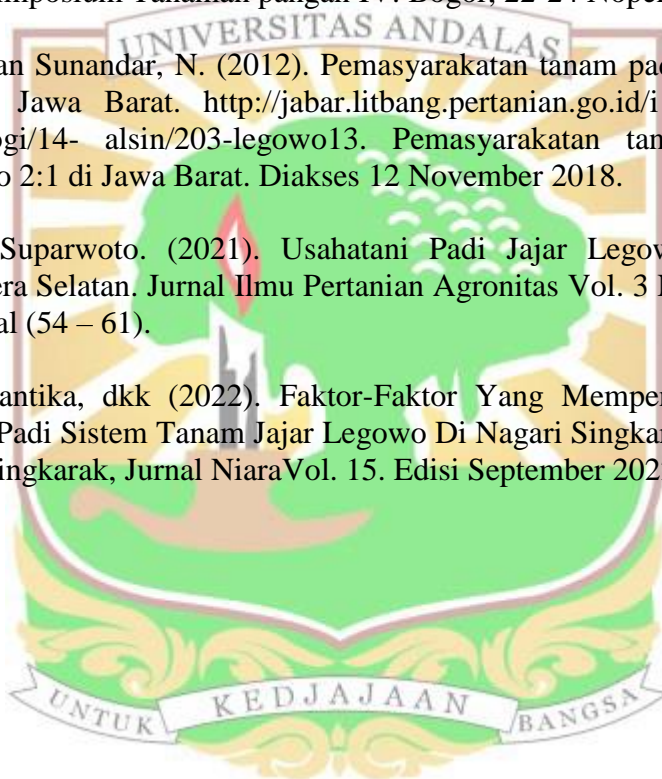 mposium Tanaman pangan IV. Bogor, 22-24 Nopem
UNIVERSITAS ANDALAS
an Sunandar, N. (2012). Pemasyarakatan tanam pad
Jawa Barat. http://jabar.litbang.pertanian.go.id/i
ogi/14- alsin/203-legowo13. Pemasyarakatan tan
o 2:1 di Jawa Barat. Diakses 12 November 2018.
Suparwoto. (2021). Usahatani Padi Jajar Legow
era Selatan. Jurnal Ilmu Pertanian Agronitas Vol. 3 
al (54 – 61).
antika, dkk (2022). Faktor-Faktor Yang Memper
Padi Sistem Tanam Jajar Legowo Di Nagari Singkar
ingkarak, Jurnal NiaraVol. 15. Edisi September 202
UNTUK KEDJAJAAN BANGSA